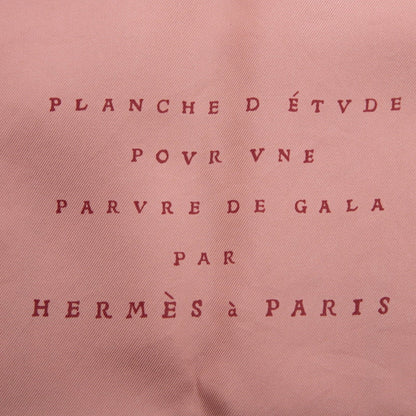 PLANCHE D ÉTVDE
POVR VNE
PARVRE DE GALA
PAR
HERMÈS à PARIS